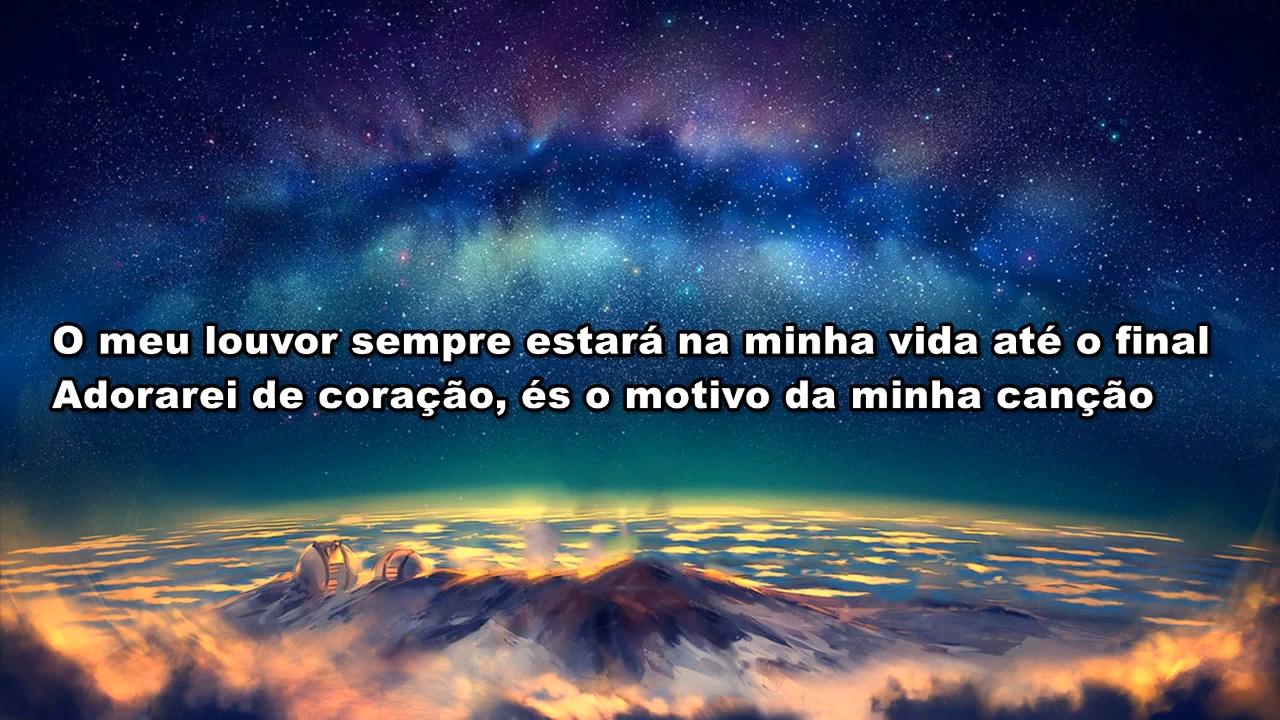 O meu louvor sempre estará na minha vida até o final
Adorarei de coração, és o motivo da minha canção